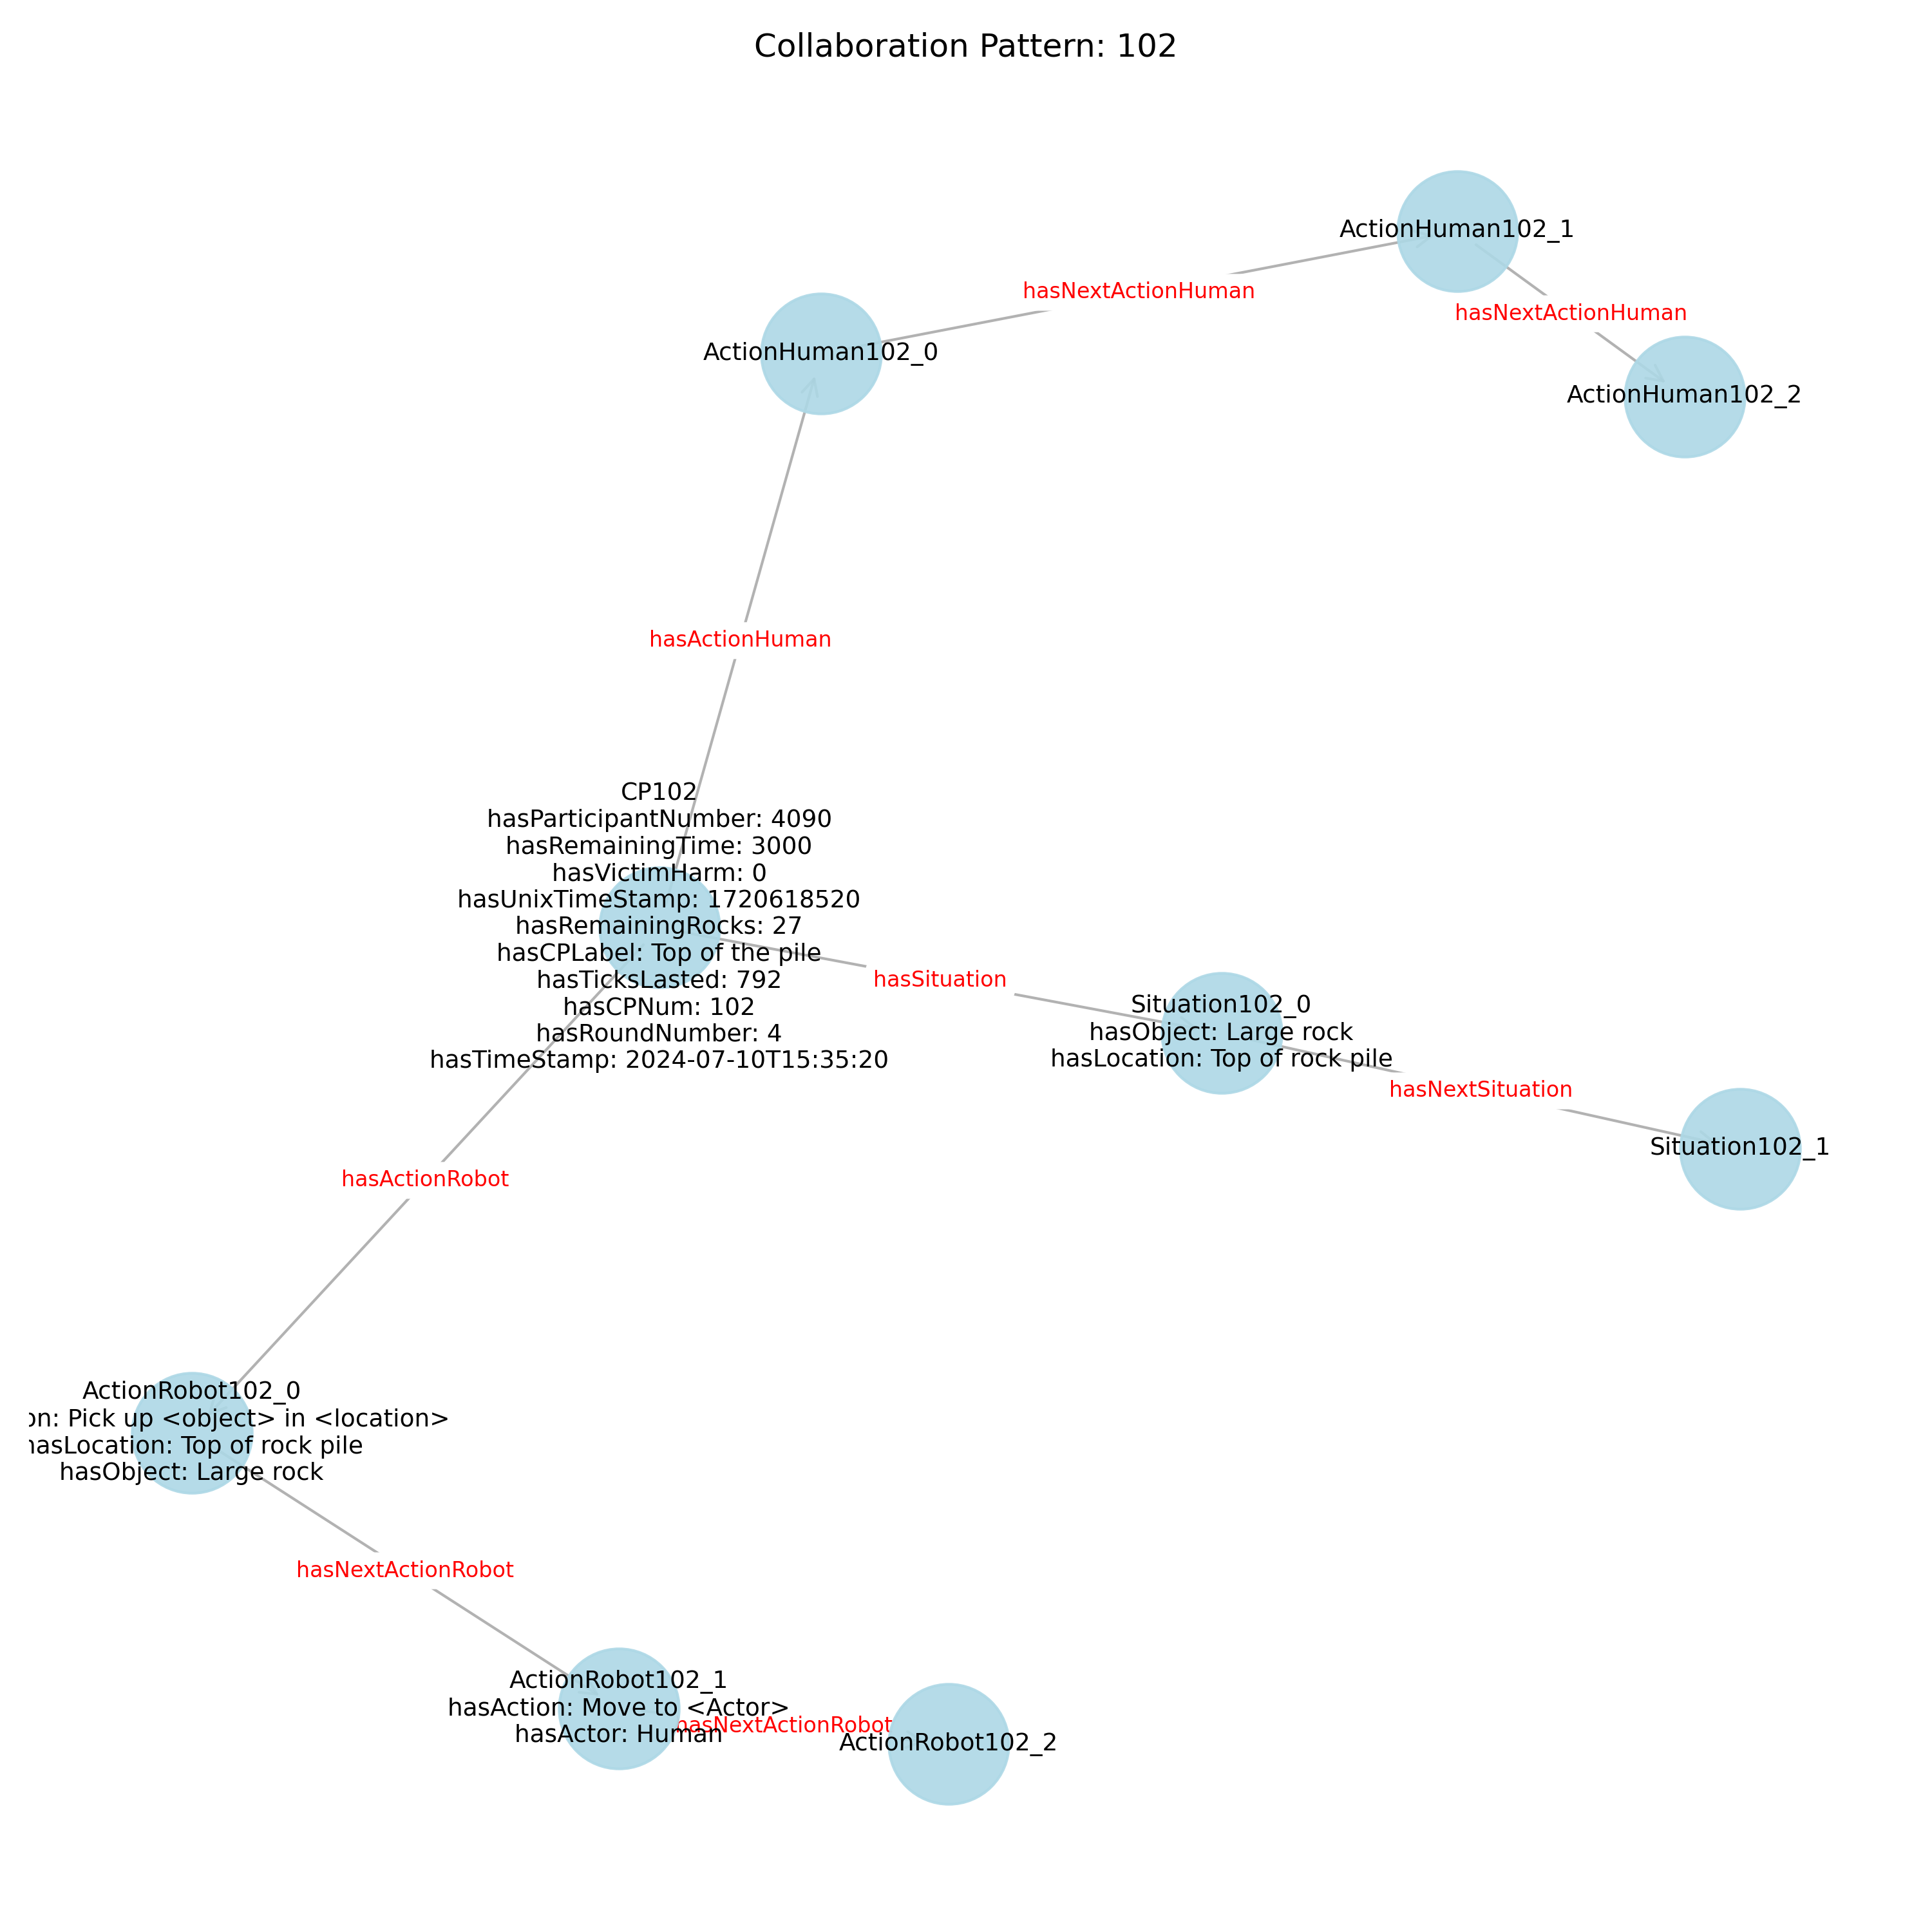 Collaboration Pattern: 102
ActionHuman102_1
hasNextActionHuman
hasNextActionHuman
ActionHuman102_0
ActionHuman102_2
hasActionHuman
CP102
hasParticipantNumber: 4090
hasRemainingTime: 3000
hasVictimHarm: 0
hasUnixTimeStamp: 1720618520
hasRemainingRocks: 27
hasCPLabel: Top of the pile
hasTicksLasted: 792
hasCPNum: 102
hasRoundNumber: 4
hasTimeStamp: 2024-07-10T15:35:20
hasSituation
Situation102_0
hasObject: Large rock
hasLocation: Top of rock pile
hasNextSituation
Situation102_1
hasActionRobot
ActionRobot102_0
on: Pick up <object> in <location>
hasLocation: Top of rock pile
hasObject: Large rock
hasNextActionRobot
ActionRobot102_1
hasAction: Move to <Actor>
hasActor: Human
hasNextActionRobot
ActionRobot102_2